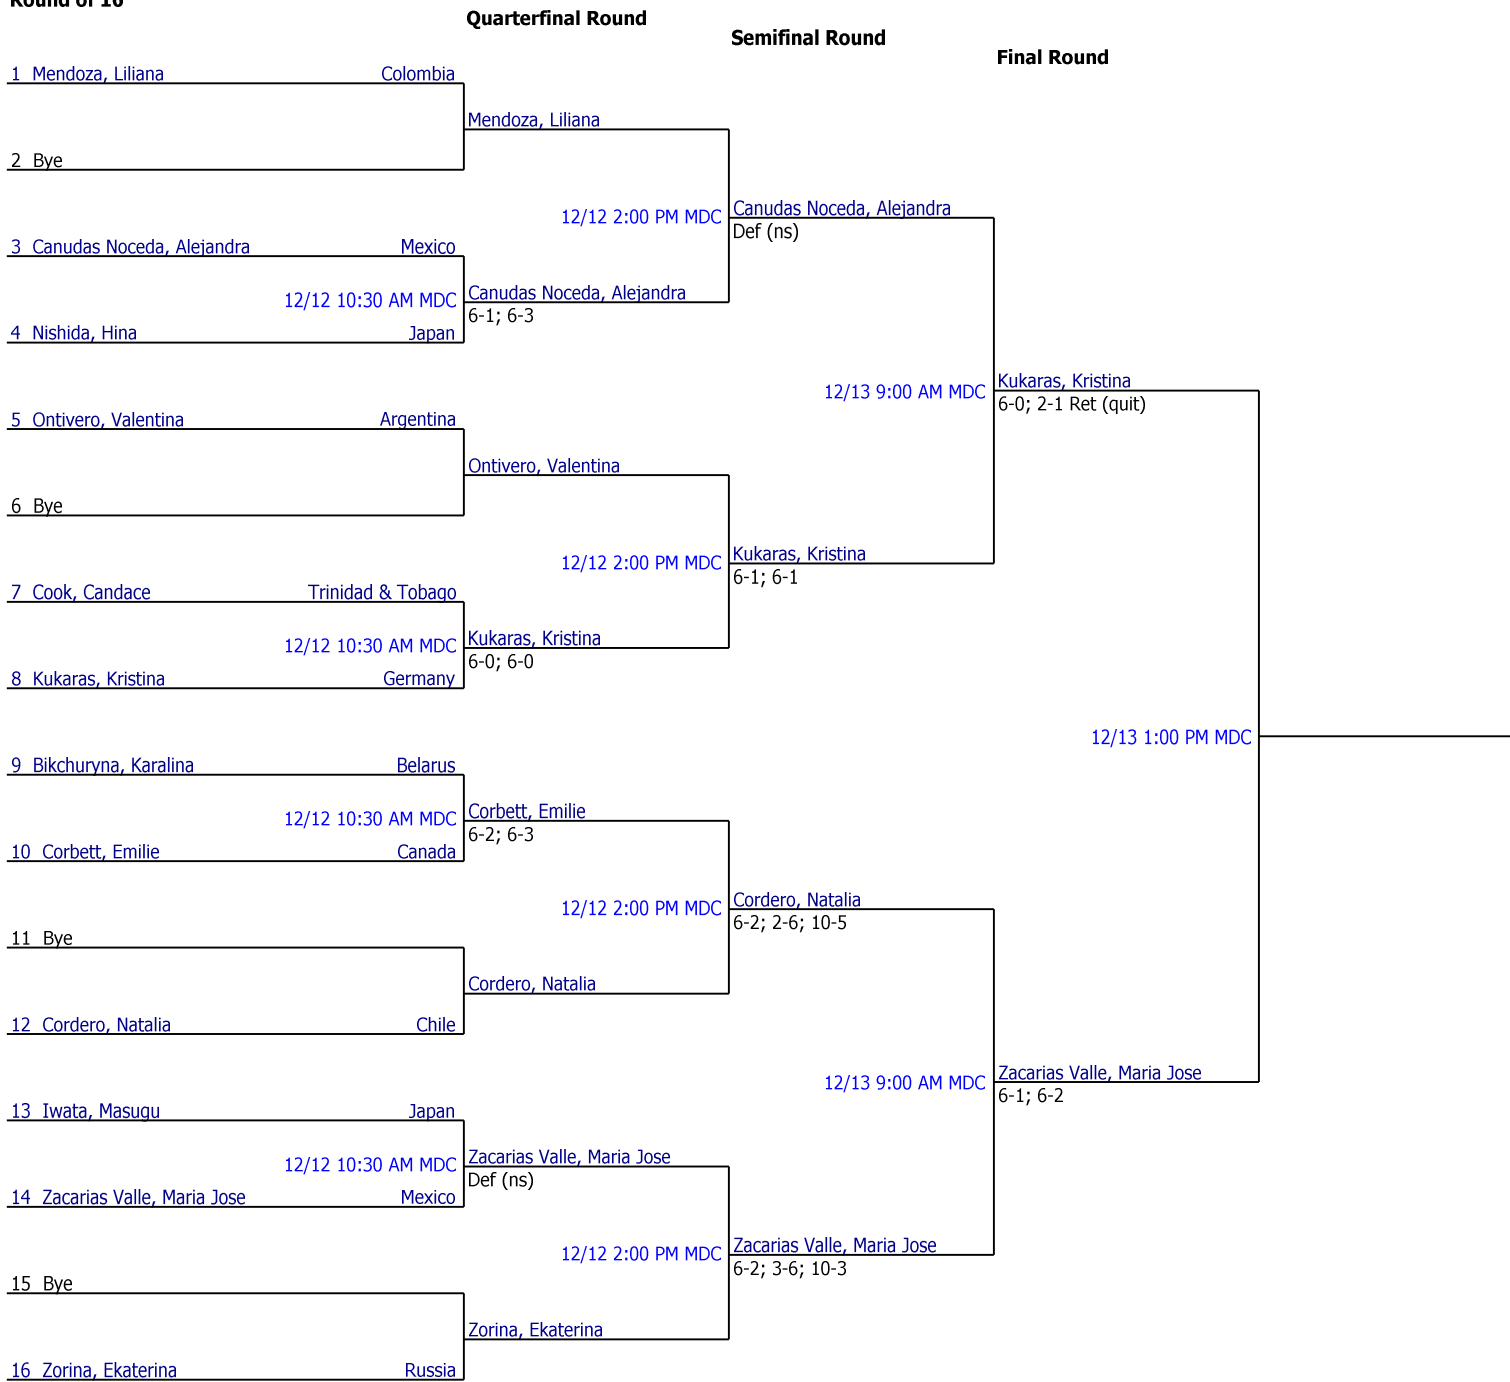 Round of 16
Quarterfinal Round
Semifinal Round
Final Round
1 Mendoza, Liliana Colombia
Mendoza, Liliana
2 Bye
12/12 2:00 PM MDC Canudas Noceda, Alejandra
Def (ns)
3 Canudas Noceda, Alejandra Mexico
12/12 10:30 AM MDC Canudas Noceda, Alejandra
6-1; 6-3
4 Nishida, Hina Japan
12/13 9:00 AM MDC Kukaras, Kristina
6-0; 2-1 Ret (quit)
5 Ontivero, Valentina Argentina
Ontivero, Valentina
6 Bye
12/12 2:00 PM MDC Kukaras, Kristina
6-1; 6-1
7 Cook, Candace Trinidad & Tobago
12/12 10:30 AM MDC Kukaras, Kristina
6-0; 6-0
8 Kukaras, Kristina Germany
12/13 1:00 PM MDC
9 Bikchuryna, Karalina Belarus
12/12 10:30 AM MDC Corbett, Emilie
6-2; 6-3
10 Corbett, Emilie Canada
12/12 2:00 PM MDC Cordero, Natalia
6-2; 2-6; 10-5
11 Bye
Cordero, Natalia
12 Cordero, Natalia Chile
12/13 9:00 AM MDC Zacarias Valle, Maria Jose
6-1; 6-2
13 Iwata, Masugu Japan
12/12 10:30 AM MDC Zacarias Valle, Maria Jose
Def (ns)
14 Zacarias Valle, Maria Jose Mexico
12/12 2:00 PM MDC Zacarias Valle, Maria Jose
6-2; 3-6; 10-3
15 Bye
Zorina, Ekaterina
16 Zorina, Ekaterina Russia